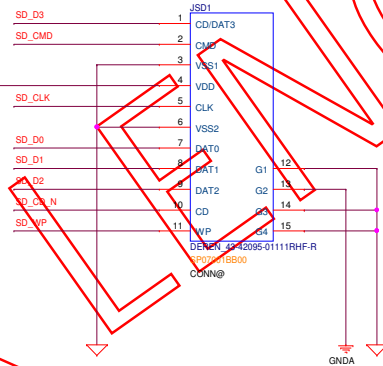 JSD1
SD_D3 1 CD/DAT3
SD_CMD 2 CMD
3 VSS1
4 VDD
SD_CLK 5 CLK
6 VSS2
SD_D0 7 DAT0
SD_D1 8 DAT1 G1 12
SD_D2 9 DAT2 G2 13
SD_CD_N 10 CD G3 14
SD_WP 11 WP G4 15
DEREN_43-42095-01111RHF-R
SP07001BB00
CONN@
GNDA